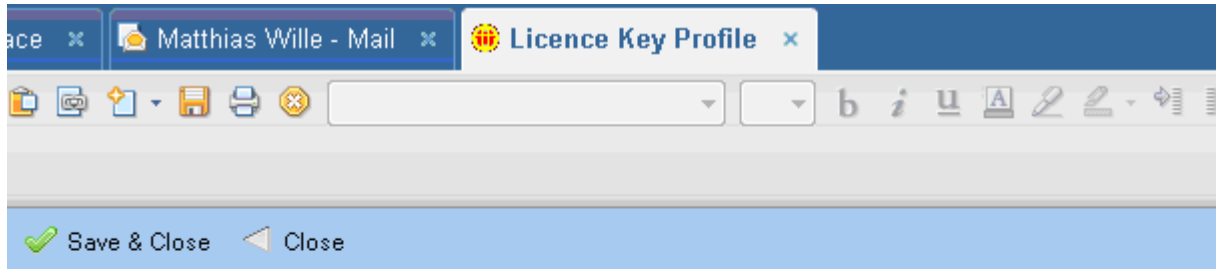 ace Matthias Wille - Mail Licence Key Profile
b i u A
Save & Close Close